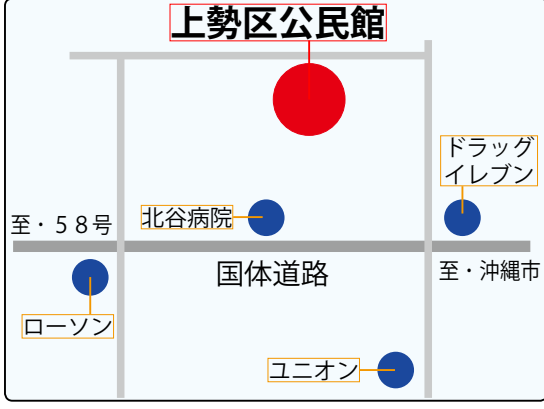 上勢区公民館
ドラッグ
イレブン
北谷病院
至・５８号
国体道路
至・沖縄市
ローソン
ユニオン